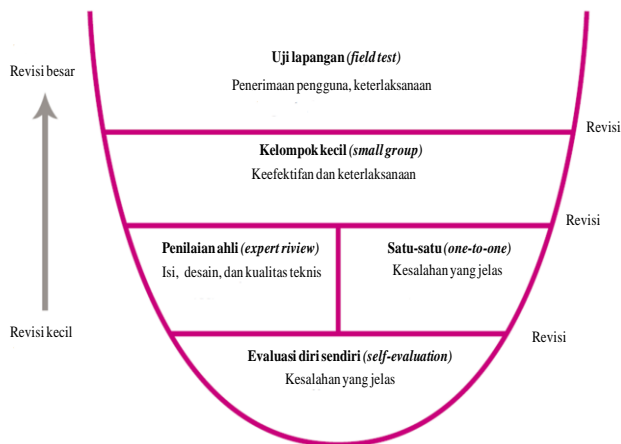 Uji lapangan (field test)
Revisi besar
Penerimaan pengguna, keterlaksanaan
Revisi
Kelompok kecil (small group)
Keefektifan dan keterlaksanaan
Revisi
Penilaian ahli (expert riview)
Isi, desain, dan kualitas teknis
Satu-satu (one-to-one)
Kesalahan yang jelas
Revisi kecil
Revisi
Evaluasi diri sendiri (self-evaluation)
Kesalahan yang jelas